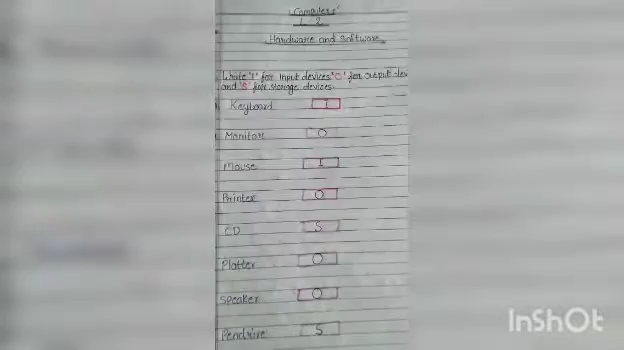 Computers
L 2
Hardware and Software
Write 'I' for input devices 'O' for output dev
and 'S' for storage devices.
Keyboard I
Monitor O
Mouse I
Printer O
CD S
Platter O
Speaker O
Pendrive S
InShOt